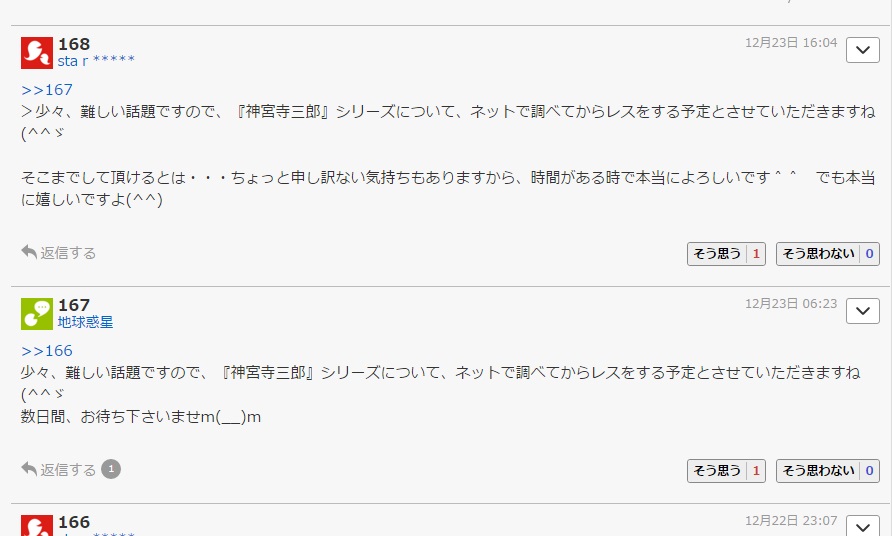 168
sta r *****
12月23日 16:04
>>167
＞少々、難しい話題ですので、『神宮寺三郎』シリーズについて、ネットで調べてからレスをする予定とさせていただきますね
(^^ゞ
そこまでして頂けるとは・・・ちょっと申し訳ない気持ちもありますから、時間がある時で本当によろしいです＾＾　でも本当
に嬉しいですよ(^^)
返信する
そう思う 1
そう思わない 0
167
地球惑星
12月23日 06:23
>>166
少々、難しい話題ですので、『神宮寺三郎』シリーズについて、ネットで調べてからレスをする予定とさせていただきますね
(^^ゞ
数日間、お待ち下さいませm(__)m
返信する 1
そう思う 1
そう思わない 0
166
12月22日 23:07